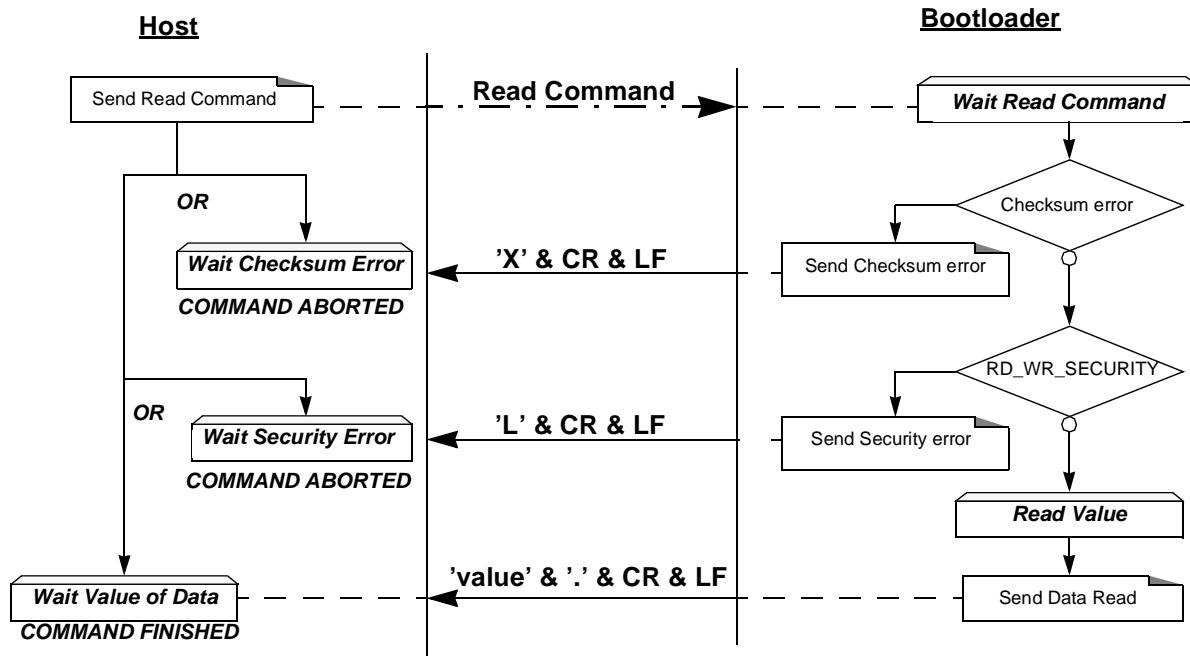 Host
Bootloader
Send Read Command
Read Command
Wait Read Command
OR
Checksum error
Wait Checksum Error
’X’ & CR & LF
Send Checksum error
COMMAND ABORTED
RD_WR_SECURITY
OR
Wait Security Error
’L’ & CR & LF
Send Security error
COMMAND ABORTED
Read Value
Wait Value of Data
’value’ & ’.’ & CR & LF
Send Data Read
COMMAND FINISHED